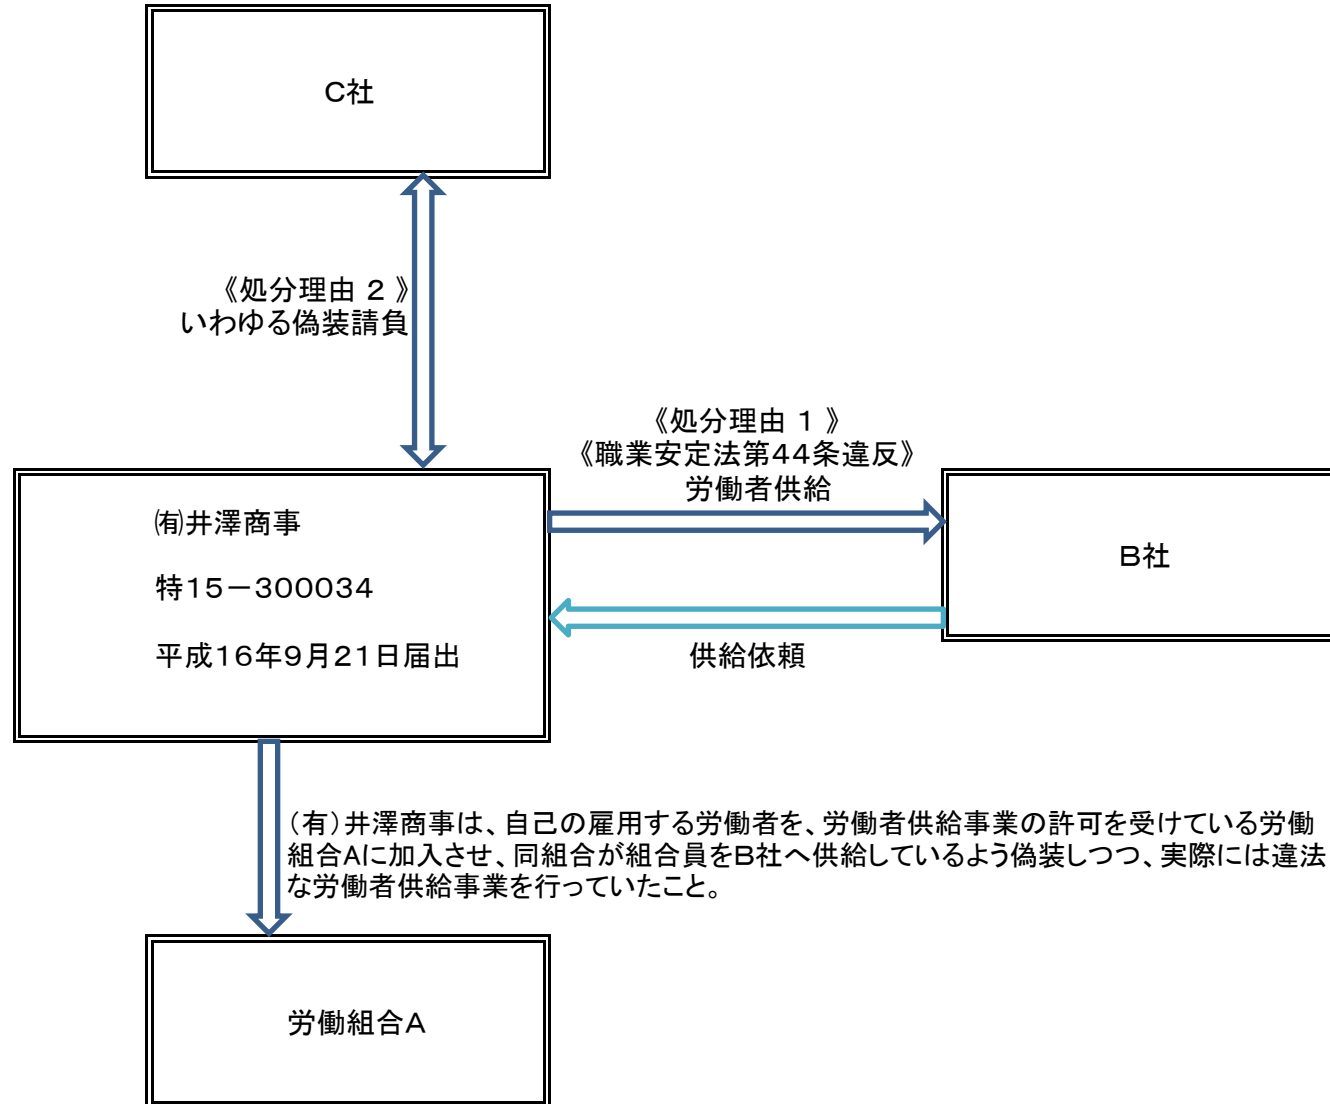 C社
《処分理由 2 》
いわゆる偽装請負
《処分理由 1 》
《職業安定法第44条違反》
労働者供給
㈲井澤商事
特15－300034
平成16年9月21日届出
B社
供給依頼
（有）井澤商事は、自己の雇用する労働者を、労働者供給事業の許可を受けている労働
組合Aに加入させ、同組合が組合員をB社へ供給しているよう偽装しつつ、実際には違法
な労働者供給事業を行っていたこと。
労働組合A